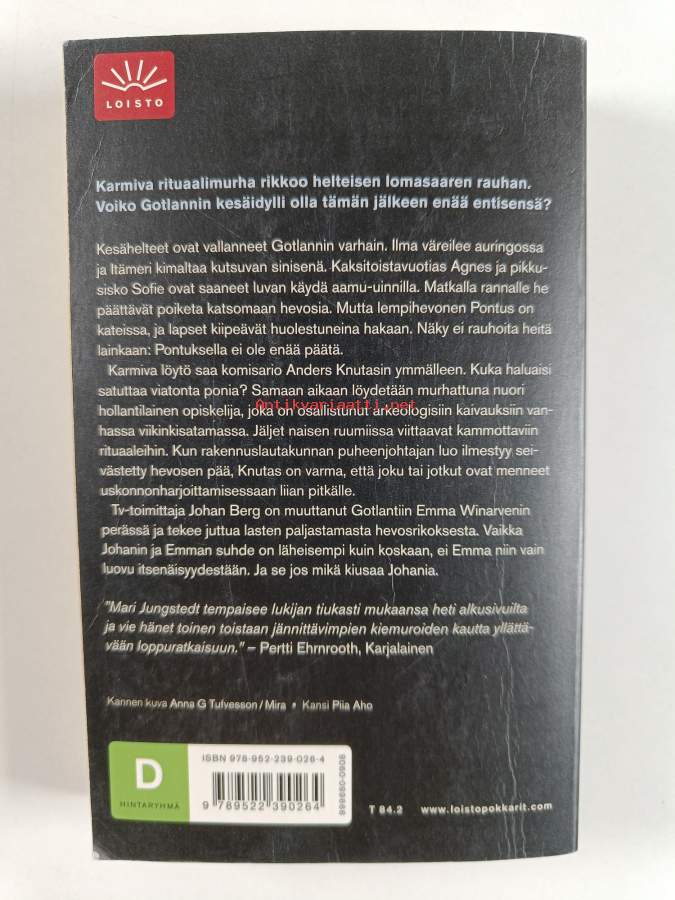 LOISTO
Karmiva rituaalimurha rikkoo helteisen lomasaaren rauhan.
Voiko Gotlannin kesäidylli olla tämän jälkeen enää entisensä?
Kesähelteet ovat vallanneet Gotlannin varhain. Ilma väreilee auringossa
ja Itämeri kimaltaa kutsuvan sinisenä. Kaksitoistavuotias Agnes ja pikku-
sisko Sofie ovat saaneet luvan käydä aamu-uinnilla. Matkalla rannalle he
päättävät poiketa katsomaan hevosia. Mutta lempihevonen Pontus on
kateissa, ja lapset kiipeävät huolestuneina hakaan. Näky ei rauhoita heitä
lainkaan: Pontuksella ei ole enää päätä.
Karmiva löytö saa komisario Anders Knutasin ymmälleen. Kuka haluaisi
satuttaa viatonta ponia? Samaan aikaan löydetään murhattuna nuori
Antikvariaatti.net
hollantilainen opiskelija, joka on osallistunut arkeologisiin kaivauksiin van-
hassa viikinkisatamassa. Jäljet naisen ruumiissa viittaavat kammottaviin
rituaaleihin. Kun rakennuslautakunnan puheenjohtajan luo ilmestyy sei-
västetty hevosen pää, Knutas on varma, että joku tai jotkut ovat menneet
uskonnonharjoittamisessaan liian pitkälle.
Tv-toimittaja Johan Berg on muuttanut Gotlantiin Emma Winarvenin
perässä ja tekee juttua lasten paljastamasta hevosrikoksesta. Vaikka
Johanin ja Emman suhde on läheisempi kuin koskaan, ei Emma niin vain
luovu itsenäisyydestään. Ja se jos mikä kiusaa Johania.
"Mari Jungstedt tempaisee lukijan tiukasti mukaansa heti alkusivuilta
ja vie hänet toinen toistaan jännittävimpien kiemuroiden kautta yllättä-
vään loppuratkaisuun." – Pertti Ehrnrooth, Karjalainen
Kannen kuva Anna G Tufvesson / Mira • Kansi Piia Aho
D
HINTARYHMÄ
ISBN 978-952-239-026-4
9 789522 390264
T 84.2 www.loistopokkarit.com